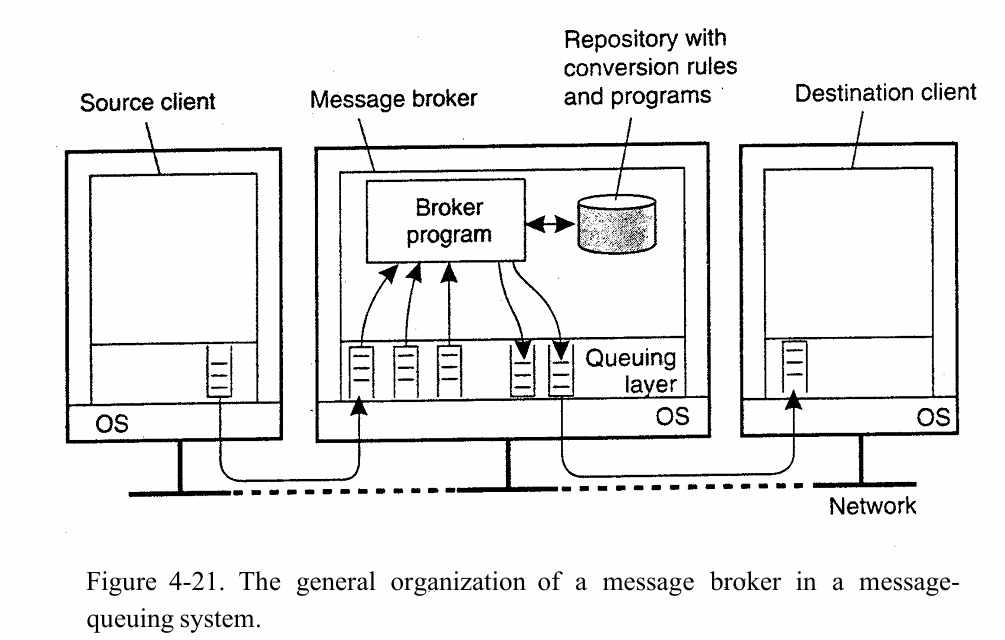 Repository with
conversion rules
and programs
Source client
Message broker
Destination client
Broker
program
Queuing
layer
OS
OS
OS
Network
Figure 4-21. The general organization of a message broker in a message-
queuing system.